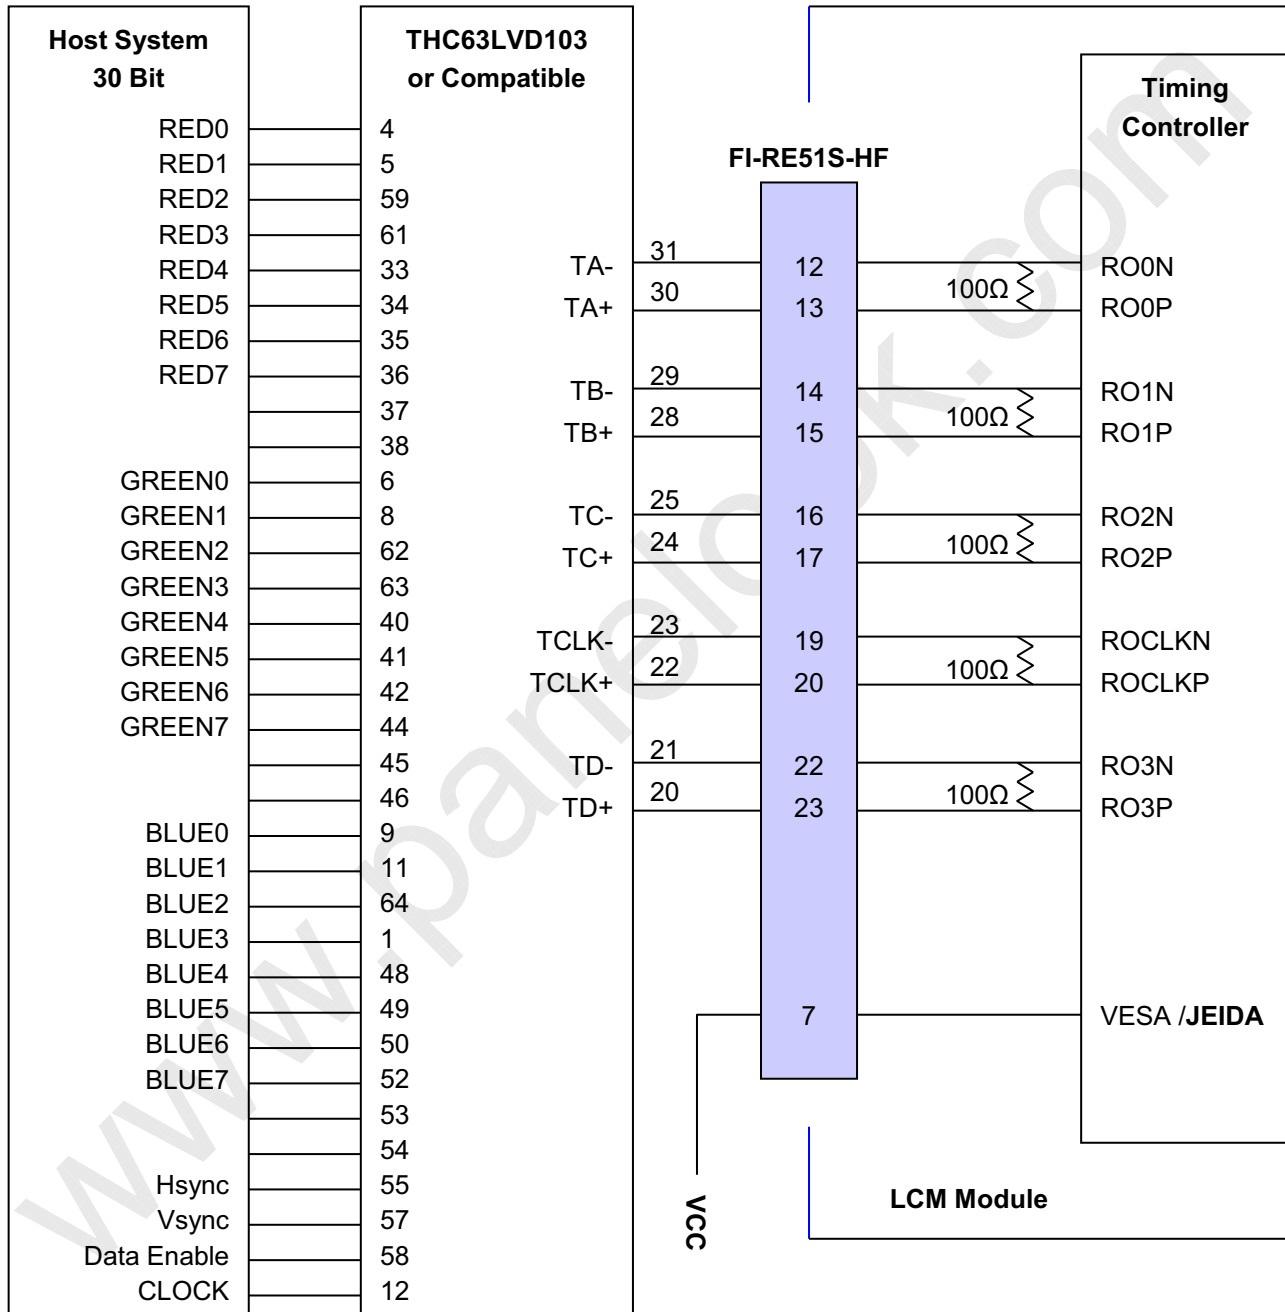 Host System
30 Bit
RED0
RED1
RED2
RED3
RED4
RED5
RED6
RED7
GREEN0
GREEN1
GREEN2
GREEN3
GREEN4
GREEN5
GREEN6
GREEN7
BLUE0
BLUE1
BLUE2
BLUE3
BLUE4
BLUE5
BLUE6
BLUE7
Hsync
Vsync
Data Enable
CLOCK
THC63LVD103
or Compatible
4
5
59
61
33
34
35
36
37
38
6
8
62
63
40
41
42
44
45
46
9
11
64
1
48
49
50
52
53
54
55
57
58
12
TA-
TA+
TB-
TB+
TC-
TC+
TCLK-
TCLK+
TD-
TD+
31
30
29
28
25
24
23
22
21
20
VCC
FI-RE51S-HF
12
13
14
15
16
17
19
20
22
23
7
100Ω
100Ω
100Ω
100Ω
100Ω
Timing
Controller
RO0N
RO0P
RO1N
RO1P
RO2N
RO2P
ROCLKN
ROCLKP
RO3N
RO3P
VESA /JEIDA
LCM Module
www.panelook.com